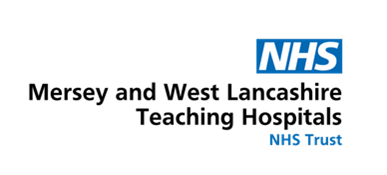 NHS
Mersey and West Lancashire
Teaching Hospitals
NHS Trust